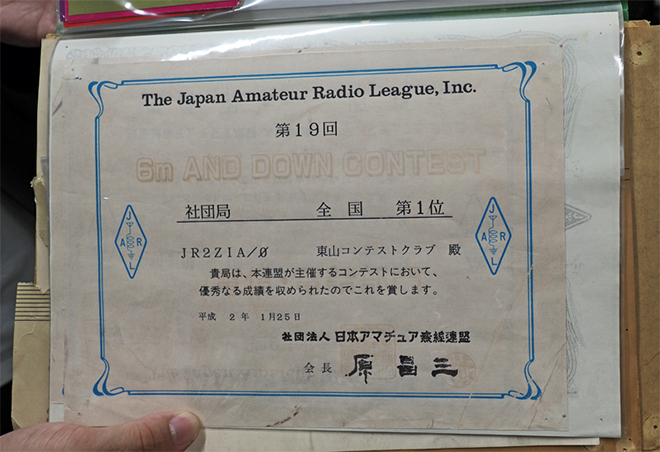 The Japan Amateur Radio League, Inc.
第19回
6m AND DOWN CONTEST
社団局 全国 第1位
JR2ZIA/0 東山コンテストクラブ 殿
貴局は、本連盟が主催するコンテストにおいて、
優秀なる成績を収められたのでこれを賞します。
平成 2年 1月25日
社団法人 日本アマチュア無線連盟
会長 原昌三
J
A R
L
J
A R
L